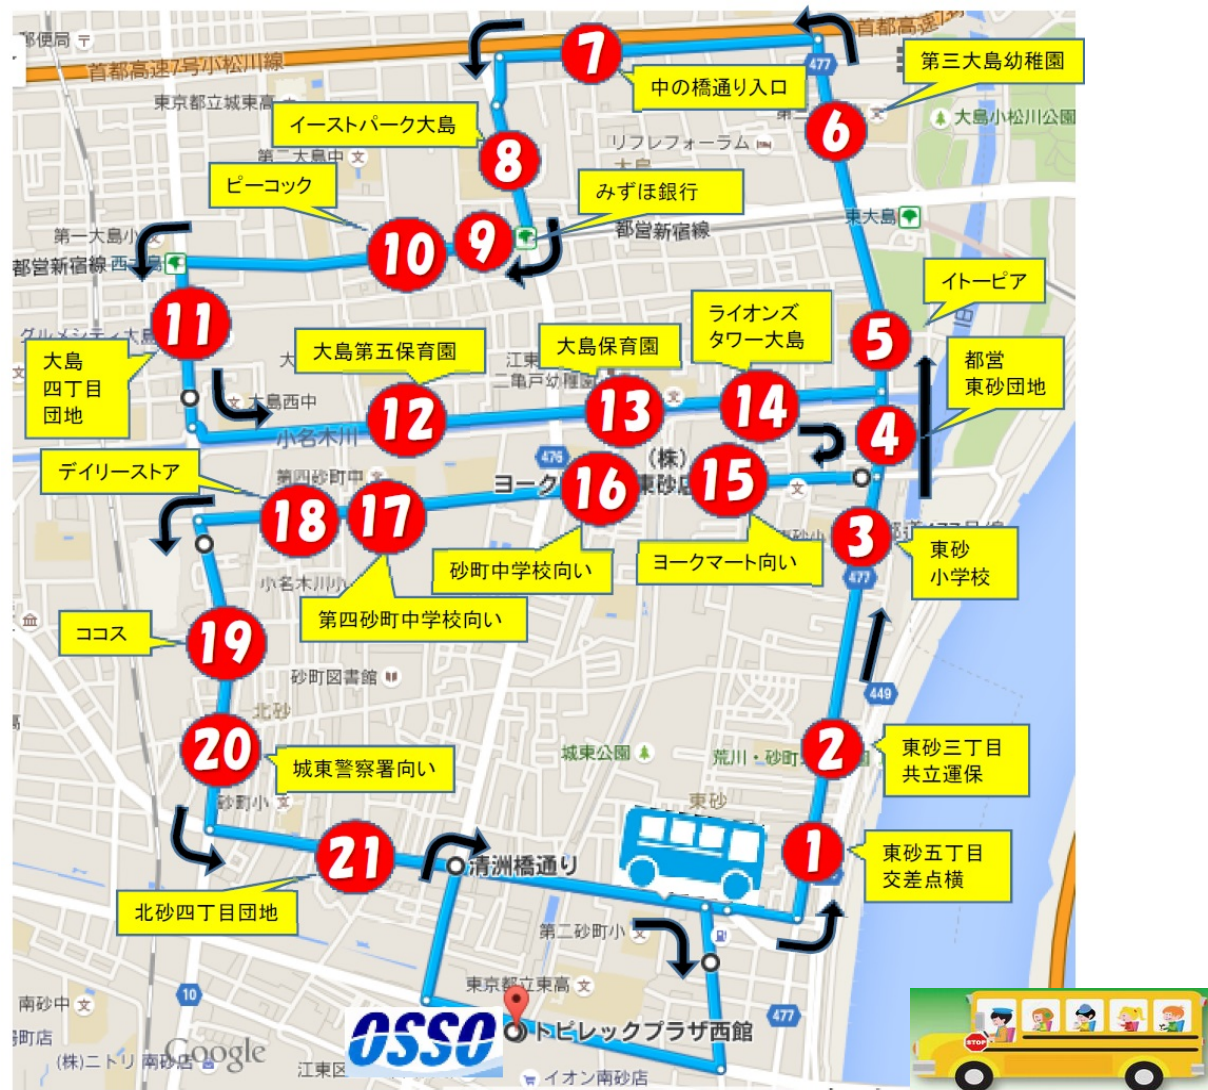 郵便局
首都高速7号小松川線
首都高速7号
7
477
中の橋通り入口
第三大島幼稚園
6
東京都立城東高
イーストパーク大島
第二大島中
8
リフレフォーラム
大島
大島小松川公園
ピーコック
みずほ銀行
第一大島小
10
9
都営新宿線
東大島
都営新宿線
11
イトーピア
グルメシティ大島
大島
四丁目
団地
大島第五保育園
大島保育園
ライオンズ
タワー大島
5
都営
東砂団地
大島西中
12
13
14
4
小名木川
476
(株)
ヨーク
東砂店
デイリーストア
第四砂町中
18
17
16
15
3
砂町中学校向い
ヨークマート向い
東砂
小学校
477
小名木川小
第四砂町中学校向い
ココス
19
砂町図書館
449
北砂
20
城東警察署向い
城東公園
荒川・砂町
2
東砂三丁目
共立運保
砂町小
東砂
21
清洲橋通り
1
東砂五丁目
交差点横
北砂四丁目団地
第二砂町小
東京都立東高
南砂中
10
477
OSSO
トピレックプラザ西館
STOP
(株)ニトリ 南砂店
Google
江東区
イオン南砂店